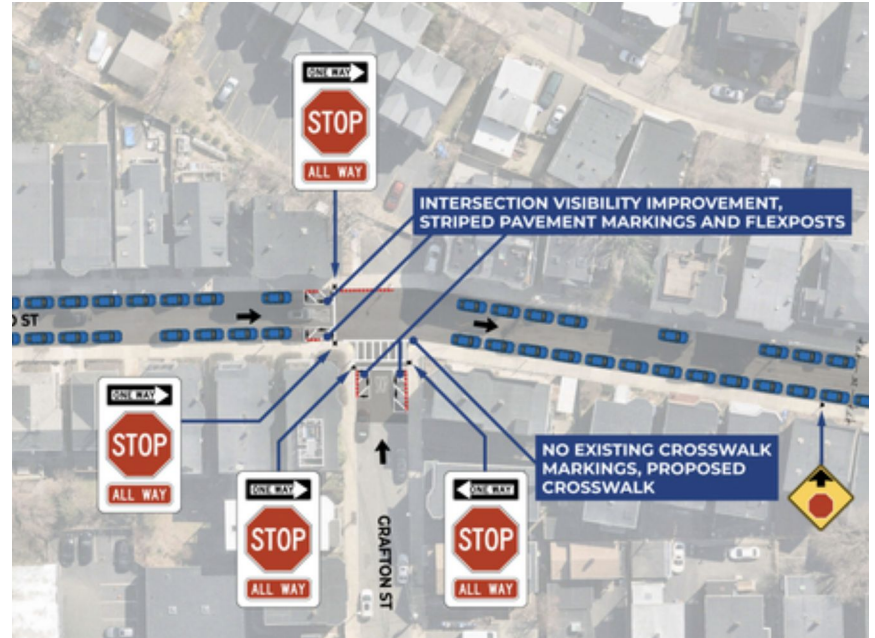 ONE WAY
STOP
ALL WAY
INTERSECTION VISIBILITY IMPROVEMENT,
STRIPED PAVEMENT MARKINGS AND FLEXPOSTS
ST
ONE WAY
STOP
ALL WAY
ONE WAY
STOP
ALL WAY
GRAFTON ST
ONE WAY
STOP
ALL WAY
NO EXISTING CROSSWALK
MARKINGS, PROPOSED
CROSSWALK